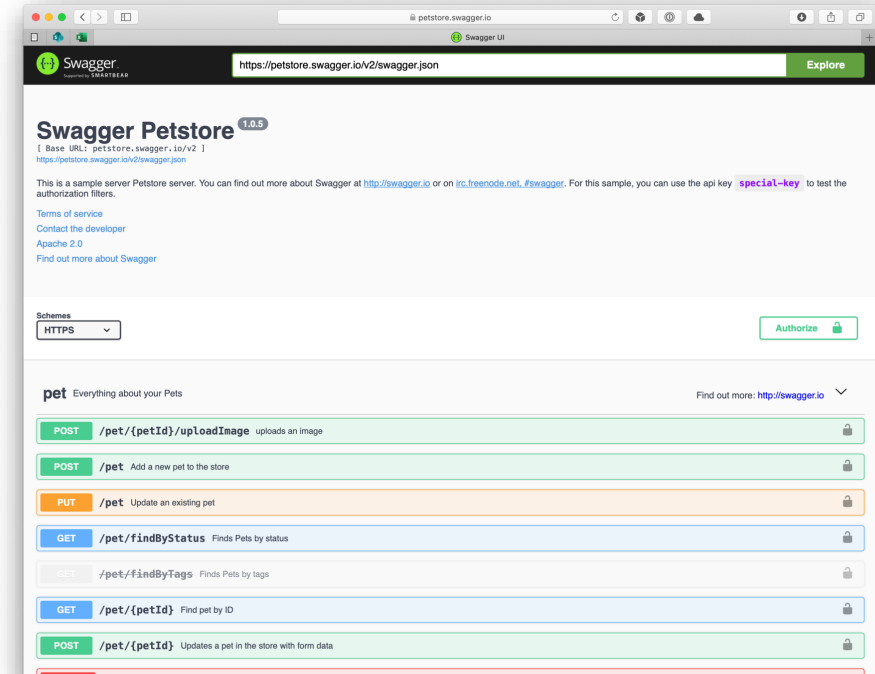 petstore.swagger.io
Swagger UI
Swagger.
Supported by SMARTBEAR
https://petstore.swagger.io/v2/swagger.json
Explore
Swagger Petstore 1.0.5
[ Base URL: petstore.swagger.io/v2 ]
https://petstore.swagger.io/v2/swagger.json
This is a sample server Petstore server. You can find out more about Swagger at http://swagger.io or on irc.freenode.net, #swagger. For this sample, you can use the api key special-key to test the
authorization filters.
Terms of service
Contact the developer
Apache 2.0
Find out more about Swagger
Schemes
HTTPS
Authorize
pet Everything about your Pets
Find out more: http://swagger.io
POST /pet/{petId}/uploadImage uploads an image
POST /pet Add a new pet to the store
PUT /pet Update an existing pet
GET /pet/findByStatus Finds Pets by status
GET /pet/findByTags Finds Pets by tags
GET /pet/{petId} Find pet by ID
POST /pet/{petId} Updates a pet in the store with form data